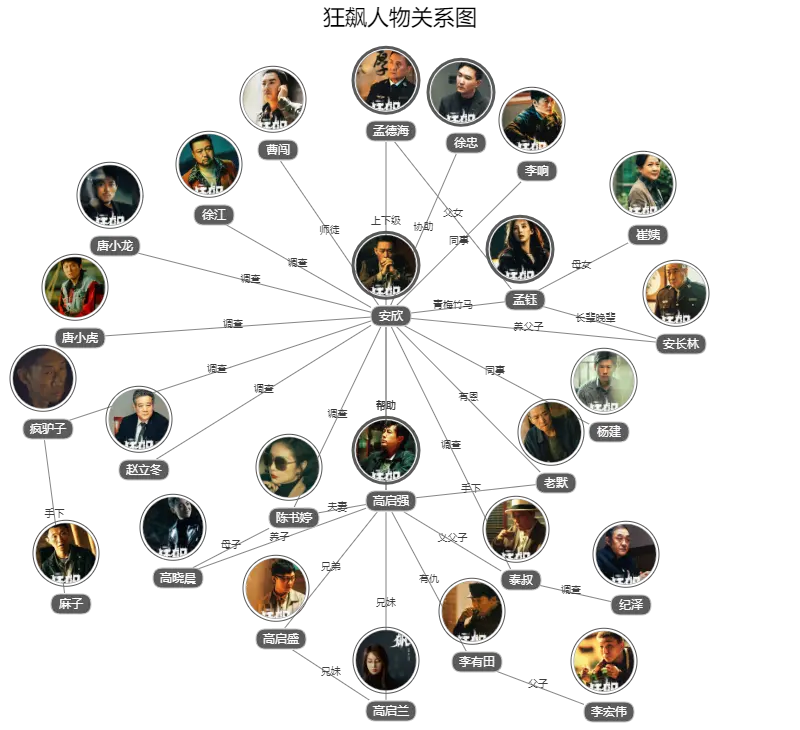 狂飙人物关系图
孟德海
徐忠
曹闯
李响
徐江
上下级
父女
协助
师徒
同事
崔姨
唐小龙
调查
母女
调查
孟钰
青梅竹马
安欣
长辈晚辈
养父子
调查
唐小虎
安长林
调查
同事
调查
有恩
帮助
调查
疯驴子
杨建
调查
赵立冬
老默
手下
高启强
夫妻
手下
陈书婷
养子
义父子
母子
兄弟
高晓晨
有仇
泰叔
调查
兄妹
麻子
纪泽
高启盛
李有田
兄妹
父子
高启兰
李宏伟